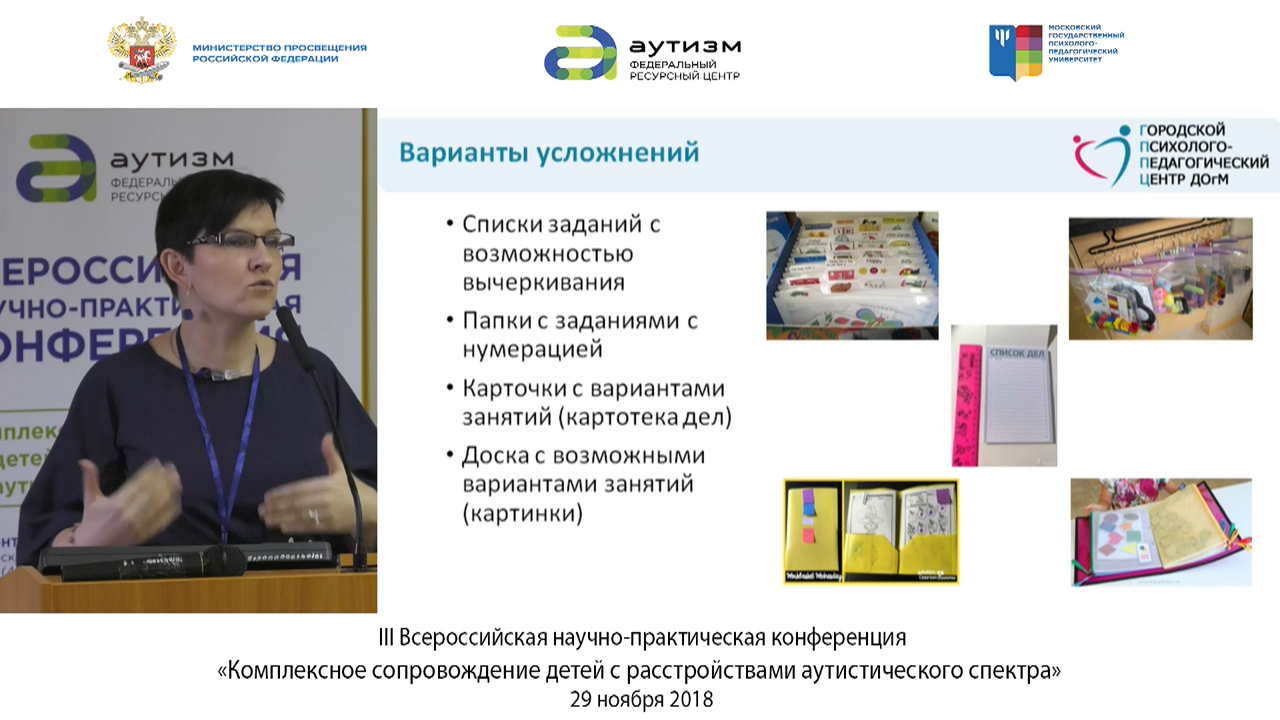 МИНИСТЕРСТВО ПРОСВЕЩЕНИЯ
РОССИЙСКОЙ ФЕДЕРАЦИИ
аутизм
ФЕДЕРАЛЬНЫЙ
РЕСУРСНЫЙ ЦЕНТР
МОСКОВСКИЙ
ГОСУДАРСТВЕННЫЙ
ПСИХОЛОГО-
ПЕДАГОГИЧЕСКИЙ
УНИВЕРСИТЕТ
аутизм
ФЕДЕРАЛ
РЕСУРС
Варианты усложнений
ГОРОДСКОЙ
ПСИХОЛОГО-
ПЕДАГОГИЧЕСКИЙ
ЦЕНТР ДОгМ
• Списки заданий с
возможностью
вычеркивания
• Папки с заданиями с
нумерацией
• Карточки с вариантами
занятий (картотека дел)
• Доска с возможными
вариантами занятий
(картинки)
СПИСОК ДЕЛ
III Всероссийская научно-практическая конференция
«Комплексное сопровождение детей с расстройствами аутистического спектра»
29 ноября 2018